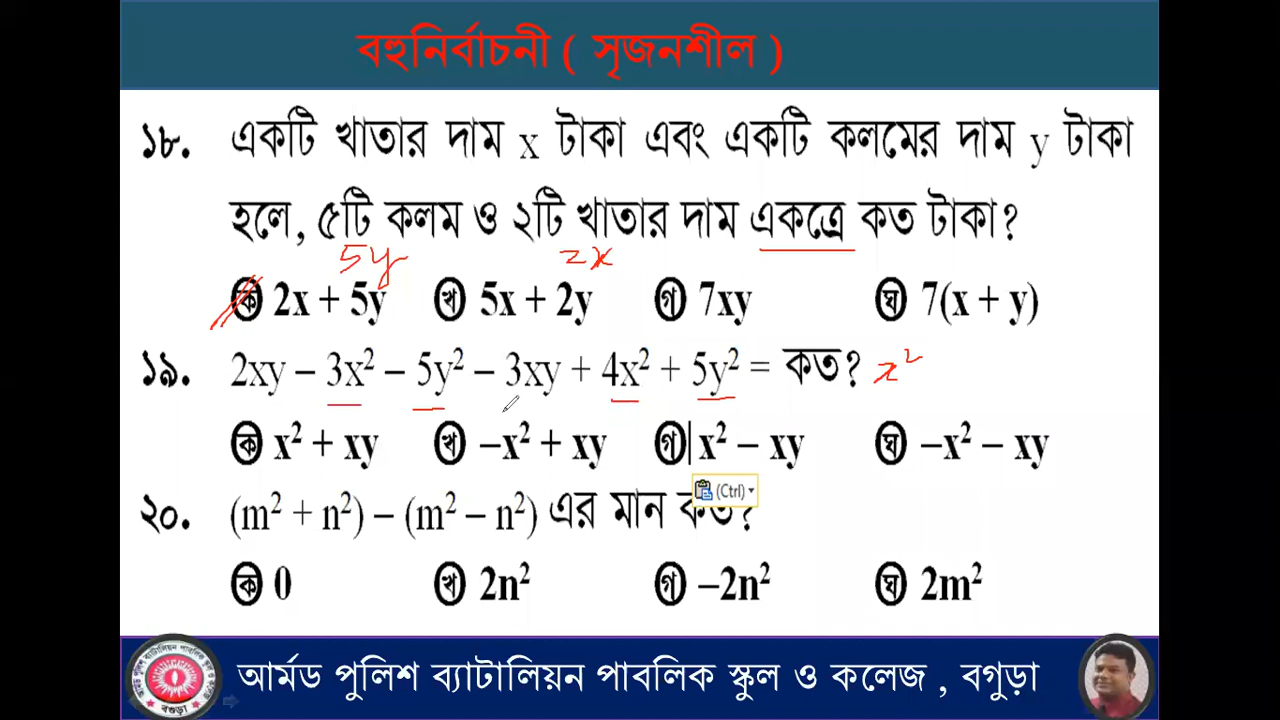 বহুনির্বাচনী ( সৃজনশীল )
১৮. একটি খাতার দাম x টাকা এবং একটি কলমের দাম y টাকা
হলে, ৫টি কলম ও ২টি খাতার দাম একত্রে কত টাকা?
5y 2x
ক 2x + 5y খ 5x + 2y গ 7xy ঘ 7(x + y)
১৯. 2xy – 3x² – 5y² – 3xy + 4x² + 5y² = কত? x²
ক x² + xy খ –x² + xy গ x² – xy ঘ –x² – xy
(Ctrl)
২০. (m² + n²) – (m² – n²) এর মান কত?
ক 0 খ 2n² গ –2n² ঘ 2m²
আর্মড পুলিশ ব্যাটালিয়ন পাবলিক স্কুল ও কলেজ , বগুড়া
বগুড়া